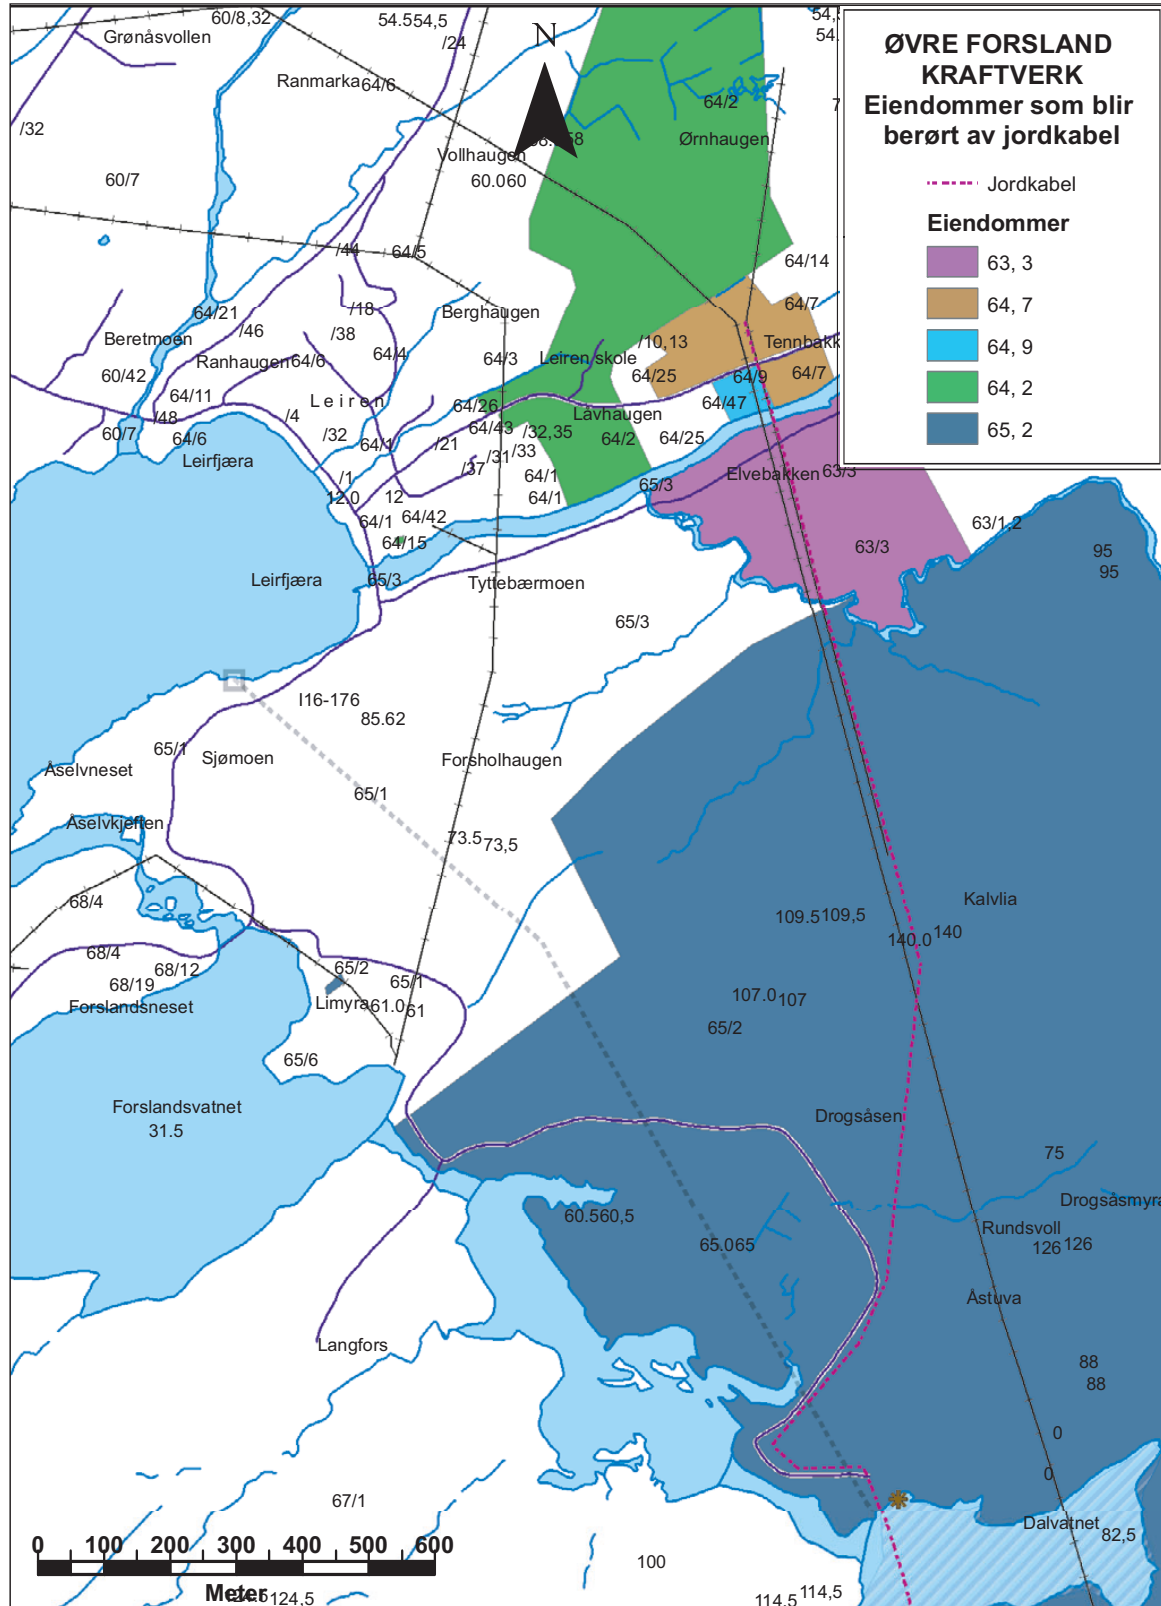 60/8,32
54.554,5
54,5
54,
Grønåsvollen
/24
N
ØVRE FORSLAND
KRAFTVERK
Eiendommer som blir
berørt av jordkabel
Jordkabel
Eiendommer
63, 3
64, 7
64, 9
64, 2
65, 2
Ranmarka 64/6
64/2
/32
Ørnhaugen
Vollhaugen
60.060
60/7
/44
64/5
64/14
64/21
/18
Berghaugen
64/7
/46
/38
Beretmoen
/10,13
Tennbakk
Ranhaugen 64/6
64/4
64/3
Leiren skole
60/42
64/25
64/9
64/7
64/11
Leiren
64/26
64/47
/48
/4
Låvhaugen
60/7
64/6
/32
64/1
/21
64/43
/32,35
64/2
64/25
Leirfjæra
/31
/33
/37
/1
64/1
65/3
Elvebakken 63/3
12.0
12
64/1
64/1
64/42
63/1,2
64/15
63/3
95
95
Leirfjæra
65/3
Tyttebærmoen
65/3
I16-176
85.62
65/1
Sjømoen
Forsholhaugen
Åselvneset
65/1
Åselvkjeften
73.5 73,5
68/4
Kalvlia
109.5109,5
140.0 140
68/4
68/12
65/2
65/1
68/19
Forslandsneset
Limyra 61.0 61
107.0 107
65/2
65/6
Forslandsvatnet
31.5
Drogsåsen
75
Drogsåsmyra
60.560,5
Rundsvoll
65.065
126 126
Åstuva
Langfors
88
88
0
0
67/1
Dalvatnet 82,5
0 100 200 300 400 500 600
Meter
124,5
100
114.5 114,5